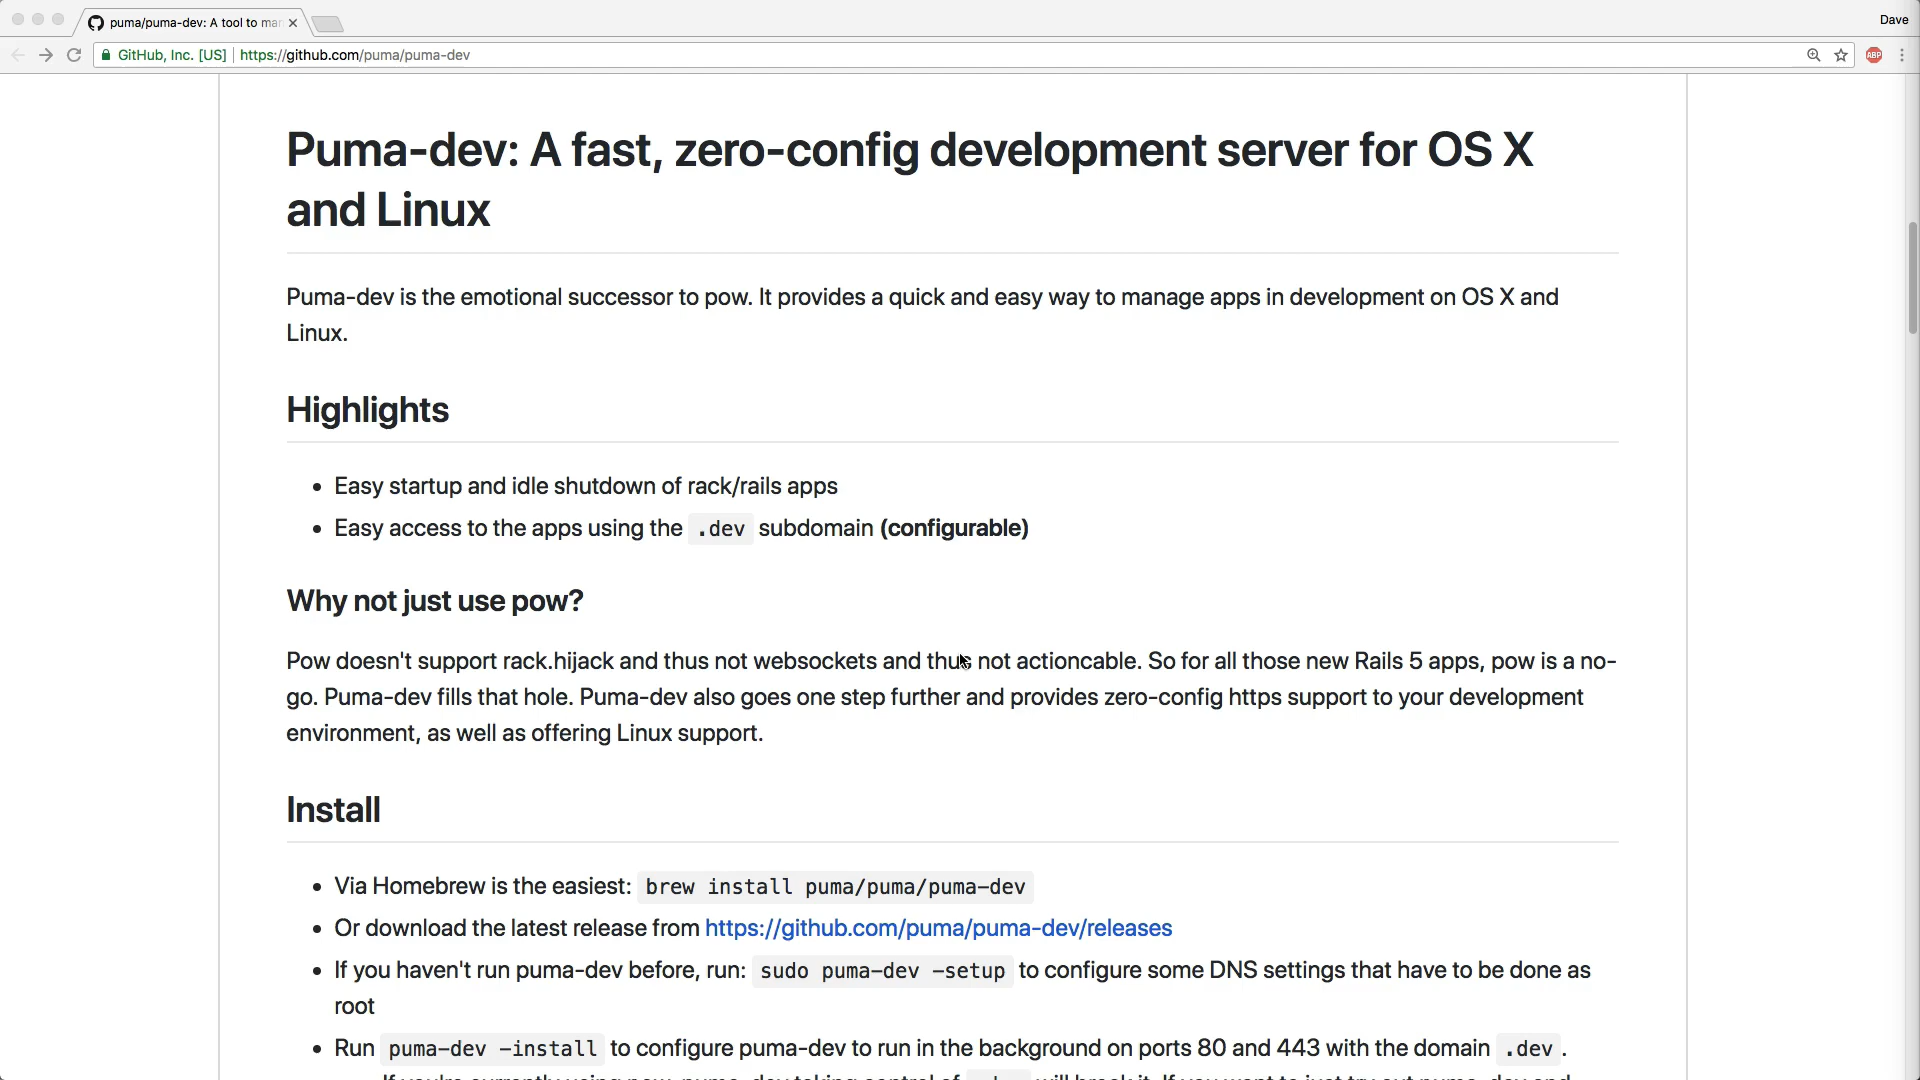 puma/puma-dev: A tool to mar
Dave
GitHub, Inc. [US] https://github.com/puma/puma-dev
ABP
Puma-dev: A fast, zero-config development server for OS X
and Linux
Puma-dev is the emotional successor to pow. It provides a quick and easy way to manage apps in development on OS X and
Linux.
Highlights
• Easy startup and idle shutdown of rack/rails apps
• Easy access to the apps using the .dev subdomain (configurable)
Why not just use pow?
Pow doesn't support rack.hijack and thus not websockets and thus not actioncable. So for all those new Rails 5 apps, pow is a no-
go. Puma-dev fills that hole. Puma-dev also goes one step further and provides zero-config https support to your development
environment, as well as offering Linux support.
Install
• Via Homebrew is the easiest: brew install puma/puma/puma-dev
• Or download the latest release from https://github.com/puma/puma-dev/releases
• If you haven't run puma-dev before, run: sudo puma-dev -setup to configure some DNS settings that have to be done as
root
• Run puma-dev -install to configure puma-dev to run in the background on ports 80 and 443 with the domain .dev .